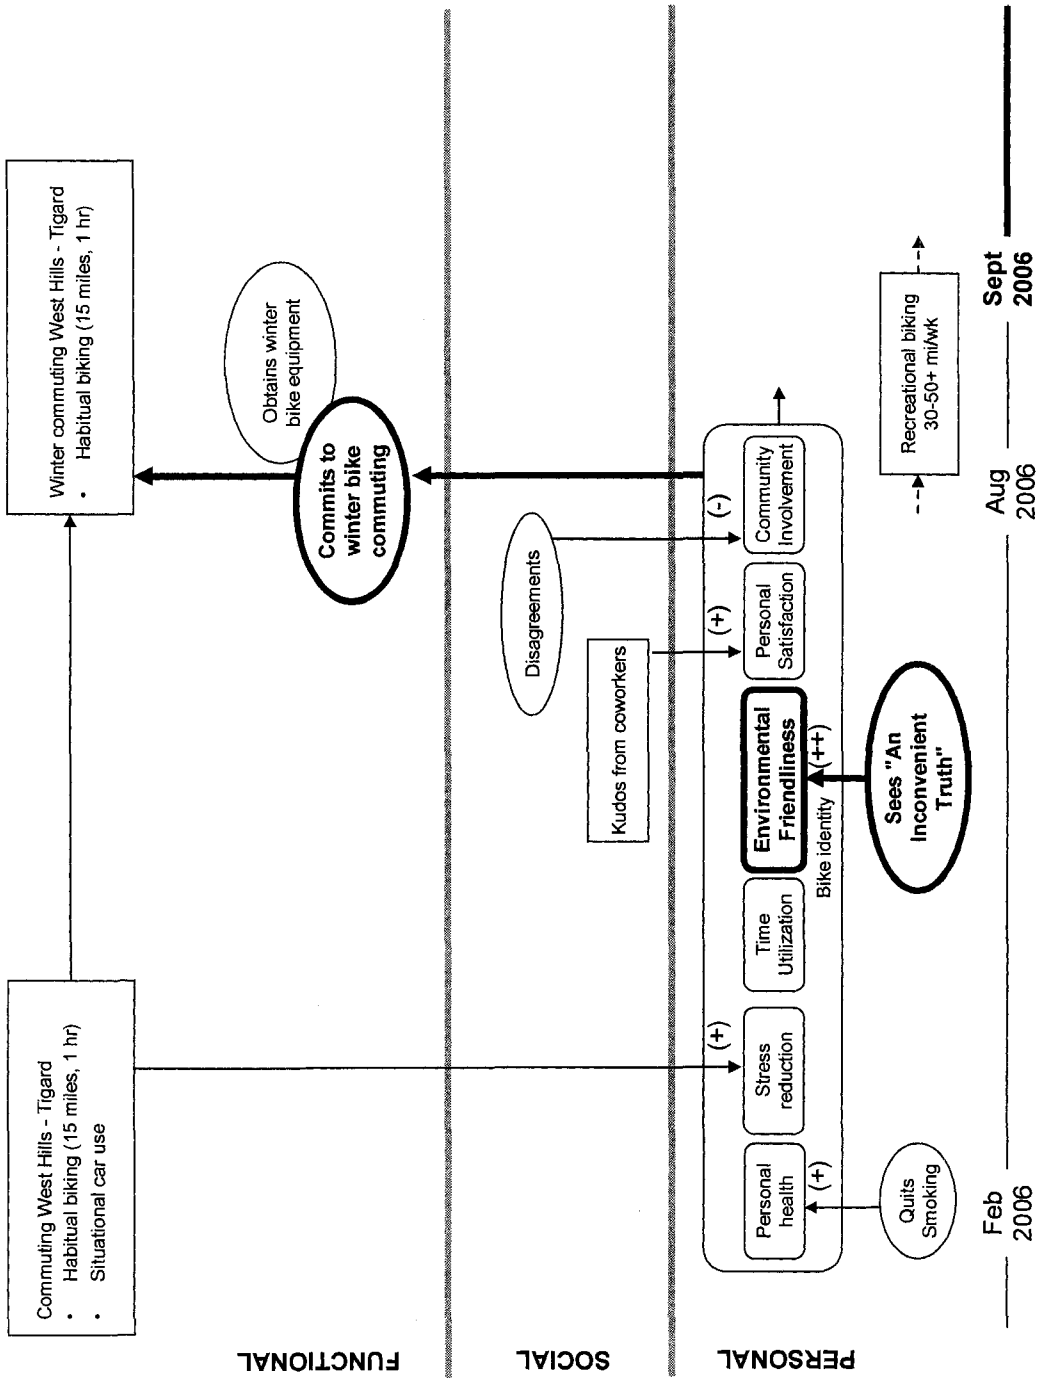 FUNCTIONAL
Commuting West Hills - Tigard
• Habitual biking (15 miles, 1 hr)
• Situational car use
Winter commuting West Hills - Tigard
• Habitual biking (15 miles, 1 hr)
Obtains winter
bike equipment
Commits to
winter bike
commuting
SOCIAL
Disagreements
Kudos from coworkers
PERSONAL
(+)
(+)
(-)
Personal
health
Stress
reduction
Time
Utilization
Environmental
Friendliness
Personal
Satisfaction
Community
Involvement
(+)
Bike identity
(++)
Quits
Smoking
Sees "An
Inconvenient
Truth"
Recreational biking
30-50+ mi/wk
Feb
2006
Aug
2006
Sept
2006